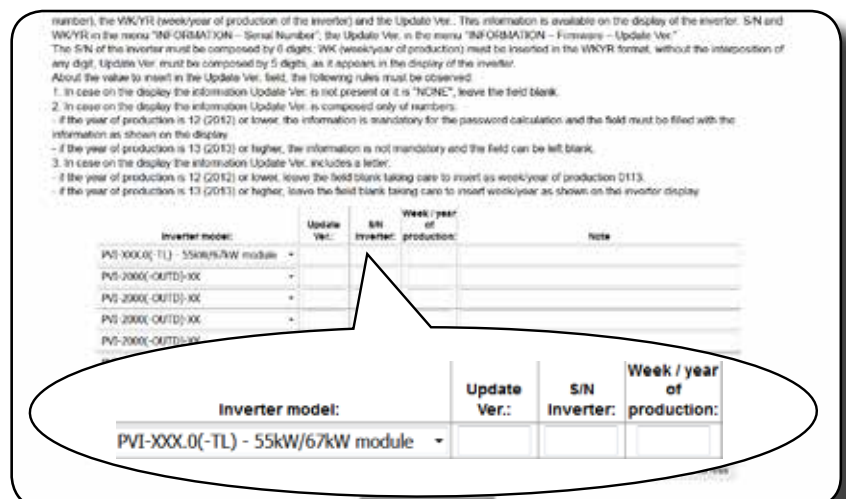 number), the WK/YR (week/year of production of the inverter) and the Update Ver.. This information is available on the display of the inverter. S/N and
WK/YR in the menu "INFORMATION – Serial Number", the Update Ver. in the menu "INFORMATION – Firmware – Update Ver."
The S/N of the inverter must be composed by 6 digits: WK (week/year of production) must be inserted in the WKYR format, without the interposition of
any digit, Update Ver. must be composed by 5 digits, as it appears in the display of the inverter.
About the value to insert in the Update Ver. field, the following rules must be observed:
1. In case on the display the information Update Ver. is not present or it is "NONE", leave the field blank.
2. In case on the display the information Update Ver. is composed only of numbers:
- if the year of production is 12 (2012) or lower, the information is mandatory for the password calculation and the field must be filled with the
information as shown on the display
- if the year of production is 13 (2013) or higher, the information is not mandatory and the field can be left blank.
3. In case on the display the information Update Ver. includes a letter:
- if the year of production is 12 (2012) or lower, leave the field blank taking care to insert as week/year of production 0113.
- if the year of production is 13 (2013) or higher, leave the field blank taking care to insert week/year as shown on the inverter display
Inverter model: Update Ver.: S/N Inverter: Week / year of production: Note
PVI-XXX.0(-TL) - 55kW/67kW module
PVI-2000(-OUTD)-XX
PVI-2000(-OUTD)-XX
PVI-2000(-OUTD)-XX
PVI-2000(-OUTD)-XX
Inverter model: Update Ver.: S/N Inverter: Week / year of production:
PVI-XXX.0(-TL) - 55kW/67kW module